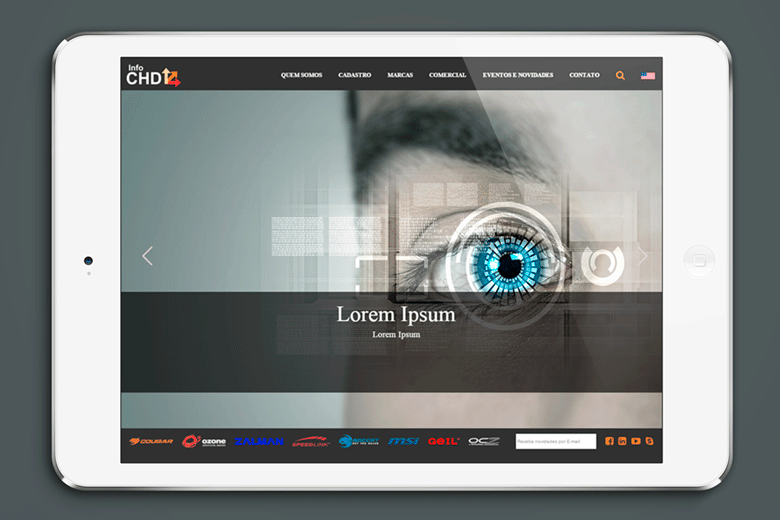 Info
CHD
QUEM SOMOS CADASTRO MARCAS COMERCIAL EVENTOS E NOVIDADES CONTATO
Lorem Ipsum
Lorem Ipsum
COUGAR ozone ZALMAN SPEEDLINK msi GEIL OCZ Receba novidades por E-mail